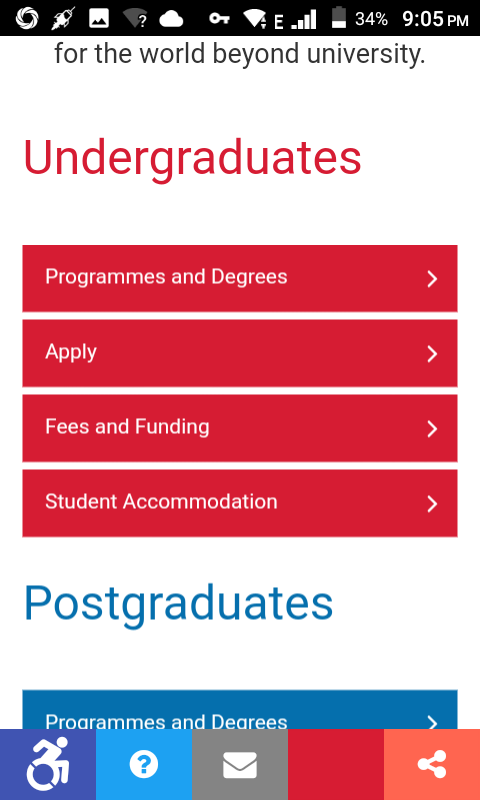 ? E 34% 9:05 PM
for the world beyond university.
Undergraduates
Programmes and Degrees
Apply
Fees and Funding
Student Accommodation
Postgraduates
Programmes and Degrees
?